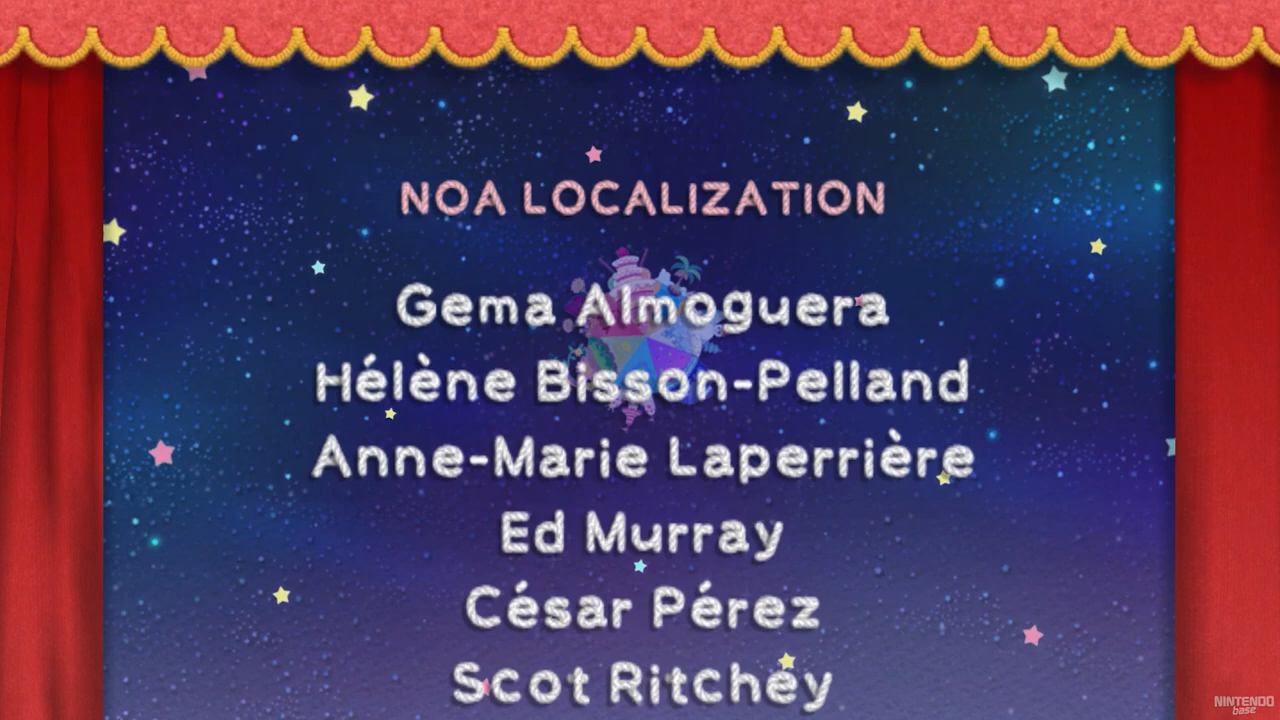 NOA LOCALIZATION
Gema Almoguera
Hélène Bisson-Pelland
Anne-Marie Laperrière
Ed Murray
César Pérez
Scot Ritchey
NINTENDO
base